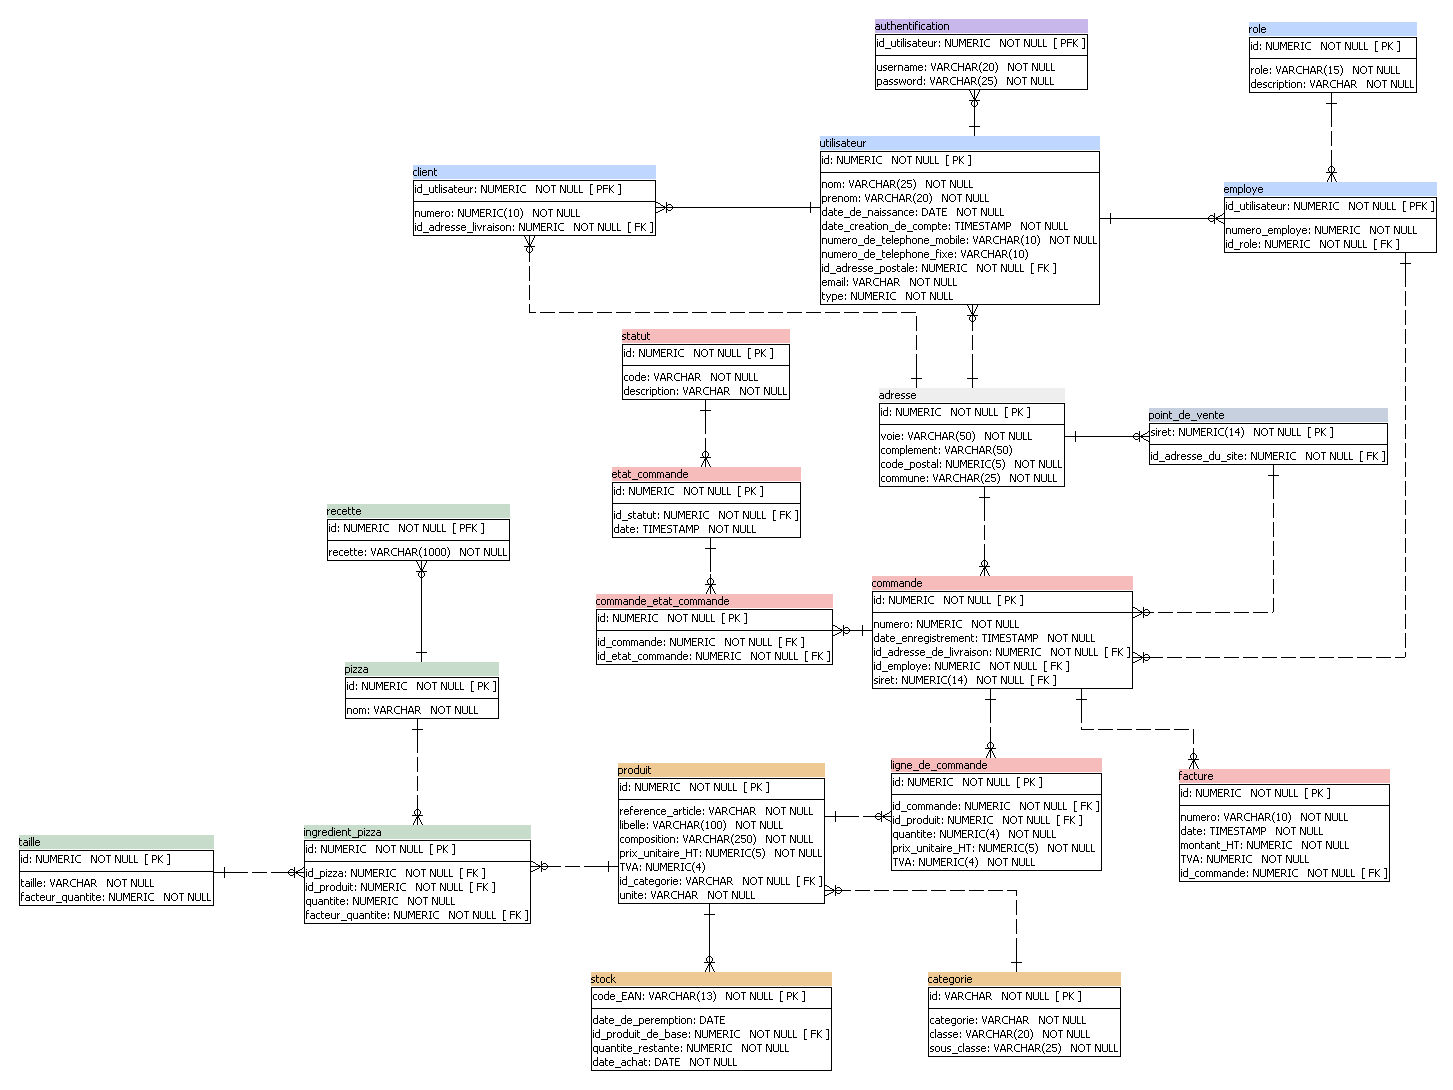 authentification
id_utilisateur: NUMERIC NOT NULL [ PFK ]
username: VARCHAR(20) NOT NULL
password: VARCHAR(25) NOT NULL
role
id: NUMERIC NOT NULL [ PK ]
role: VARCHAR(15) NOT NULL
description: VARCHAR NOT NULL
utilisateur
id: NUMERIC NOT NULL [ PK ]
nom: VARCHAR(25) NOT NULL
prenom: VARCHAR(20) NOT NULL
date_de_naissance: DATE NOT NULL
date_creation_de_compte: TIMESTAMP NOT NULL
numero_de_telephone_mobile: VARCHAR(10) NOT NULL
numero_de_telephone_fixe: VARCHAR(10)
id_adresse_postale: NUMERIC NOT NULL [ FK ]
email: VARCHAR NOT NULL
type: NUMERIC NOT NULL
client
id_utlisateur: NUMERIC NOT NULL [ PFK ]
numero: NUMERIC(10) NOT NULL
id_adresse_livraison: NUMERIC NOT NULL [ FK ]
employe
id_utilisateur: NUMERIC NOT NULL [ PFK ]
numero_employe: NUMERIC NOT NULL
id_role: NUMERIC NOT NULL [ FK ]
statut
id: NUMERIC NOT NULL [ PK ]
code: VARCHAR NOT NULL
description: VARCHAR NOT NULL
adresse
id: NUMERIC NOT NULL [ PK ]
voie: VARCHAR(50) NOT NULL
complement: VARCHAR(50)
code_postal: NUMERIC(5) NOT NULL
commune: VARCHAR(25) NOT NULL
point_de_vente
siret: NUMERIC(14) NOT NULL [ PK ]
id_adresse_du_site: NUMERIC NOT NULL [ FK ]
etat_commande
id: NUMERIC NOT NULL [ PK ]
id_statut: NUMERIC NOT NULL [ FK ]
date: TIMESTAMP NOT NULL
recette
id: NUMERIC NOT NULL [ PFK ]
recette: VARCHAR(1000) NOT NULL
commande
id: NUMERIC NOT NULL [ PK ]
numero: NUMERIC NOT NULL
date_enregistrement: TIMESTAMP NOT NULL
id_adresse_de_livraison: NUMERIC NOT NULL [ FK ]
id_employe: NUMERIC NOT NULL [ FK ]
siret: NUMERIC(14) NOT NULL [ FK ]
commande_etat_commande
id: NUMERIC NOT NULL [ PK ]
id_commande: NUMERIC NOT NULL [ FK ]
id_etat_commande: NUMERIC NOT NULL [ FK ]
pizza
id: NUMERIC NOT NULL [ PK ]
nom: VARCHAR NOT NULL
produit
id: NUMERIC NOT NULL [ PK ]
reference_article: VARCHAR NOT NULL
libelle: VARCHAR(100) NOT NULL
composition: VARCHAR(250) NOT NULL
prix_unitaire_HT: NUMERIC(5) NOT NULL
TVA: NUMERIC(4)
id_categorie: VARCHAR NOT NULL [ FK ]
unite: VARCHAR NOT NULL
ligne_de_commande
id: NUMERIC NOT NULL [ PK ]
id_commande: NUMERIC NOT NULL [ FK ]
id_produit: NUMERIC NOT NULL [ FK ]
quantite: NUMERIC(4) NOT NULL
prix_unitaire_HT: NUMERIC(5) NOT NULL
TVA: NUMERIC(4) NOT NULL
facture
id: NUMERIC NOT NULL [ PK ]
numero: VARCHAR(10) NOT NULL
date: TIMESTAMP NOT NULL
montant_HT: NUMERIC NOT NULL
TVA: NUMERIC NOT NULL
id_commande: NUMERIC NOT NULL [ FK ]
ingredient_pizza
id: NUMERIC NOT NULL [ PK ]
id_pizza: NUMERIC NOT NULL [ FK ]
id_produit: NUMERIC NOT NULL [ FK ]
quantite: NUMERIC NOT NULL
facteur_quantite: NUMERIC NOT NULL [ FK ]
taille
id: NUMERIC NOT NULL [ PK ]
taille: VARCHAR NOT NULL
facteur_quantite: NUMERIC NOT NULL
stock
code_EAN: VARCHAR(13) NOT NULL [ PK ]
date_de_peremption: DATE
id_produit_de_base: NUMERIC NOT NULL [ FK ]
quantite_restante: NUMERIC NOT NULL
date_achat: DATE NOT NULL
categorie
id: VARCHAR NOT NULL [ PK ]
categorie: VARCHAR NOT NULL
classe: VARCHAR(20) NOT NULL
sous_classe: VARCHAR(25) NOT NULL